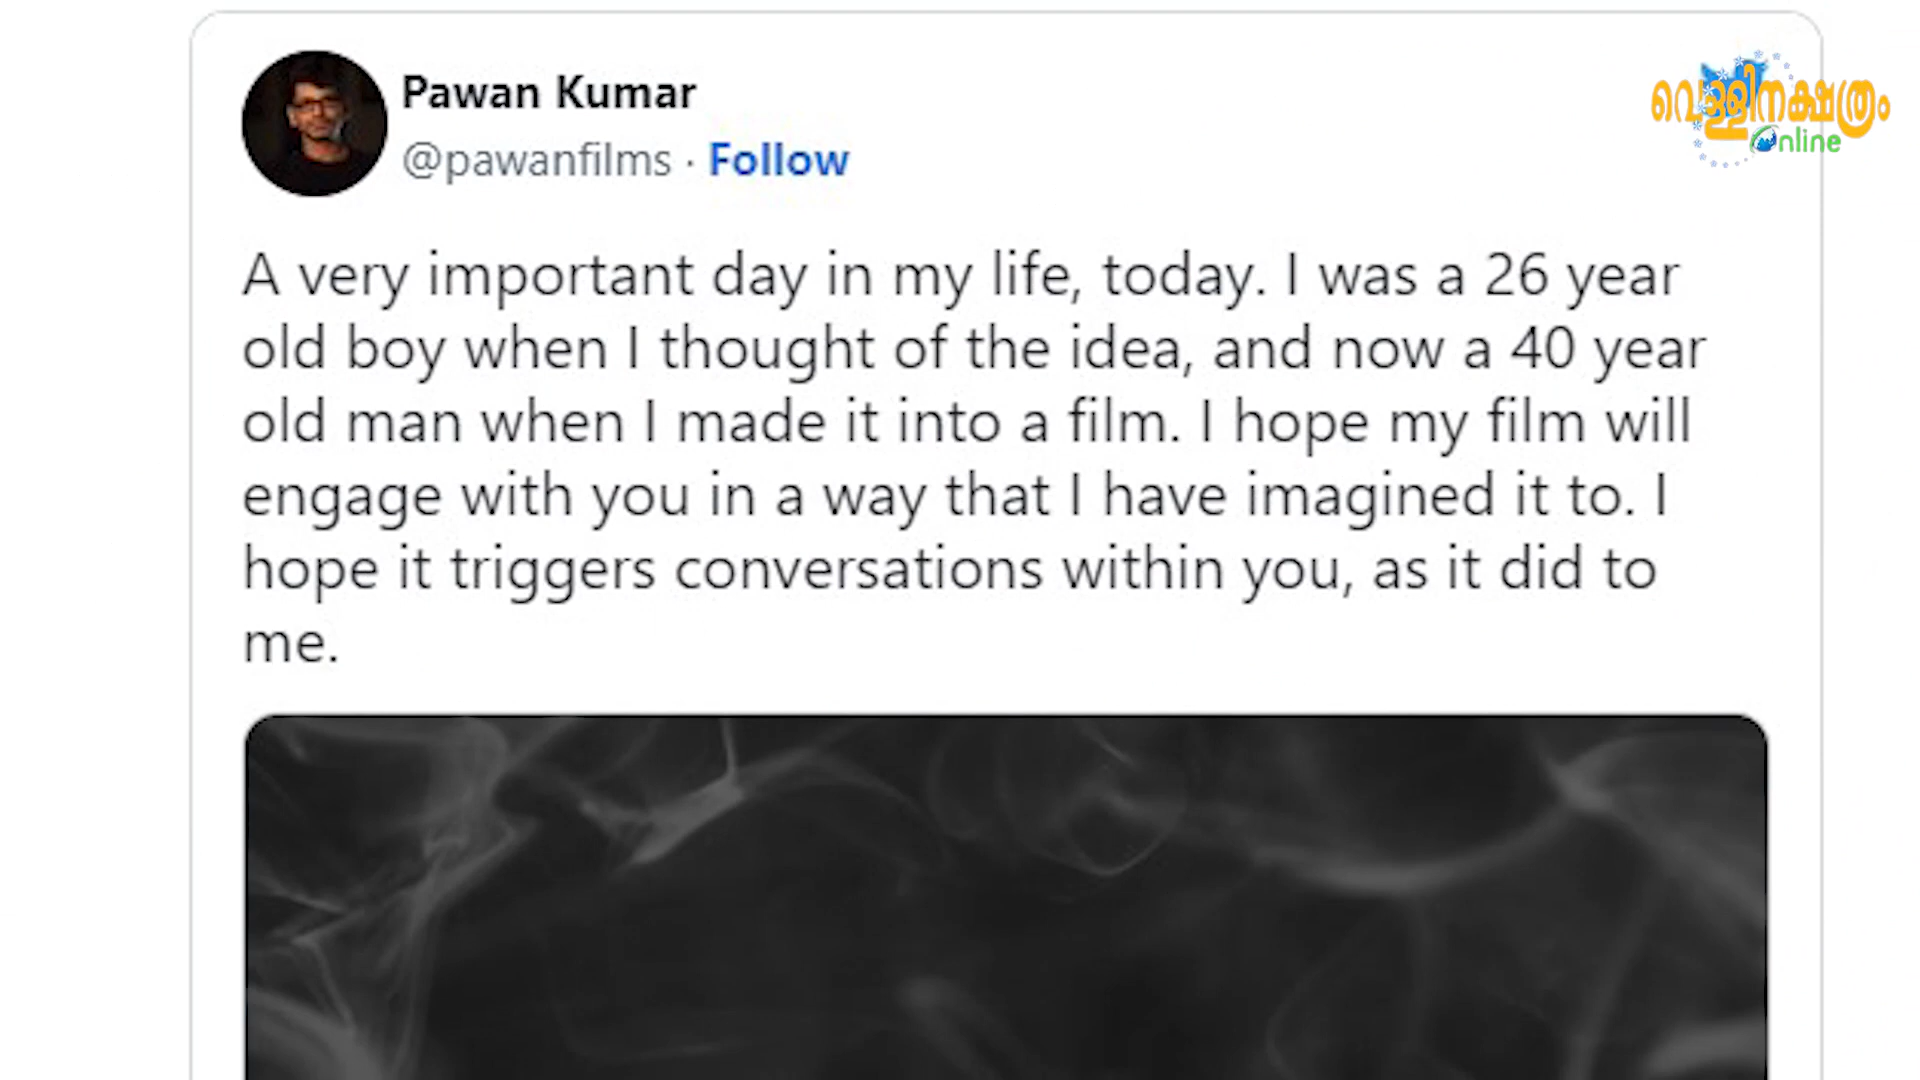 Pawan Kumar
@pawanfilms · Follow
വെള്ളിനക്ഷത്രം
Online
A very important day in my life, today. I was a 26 year
old boy when I thought of the idea, and now a 40 year
old man when I made it into a film. I hope my film will
engage with you in a way that I have imagined it to. I
hope it triggers conversations within you, as it did to
me.